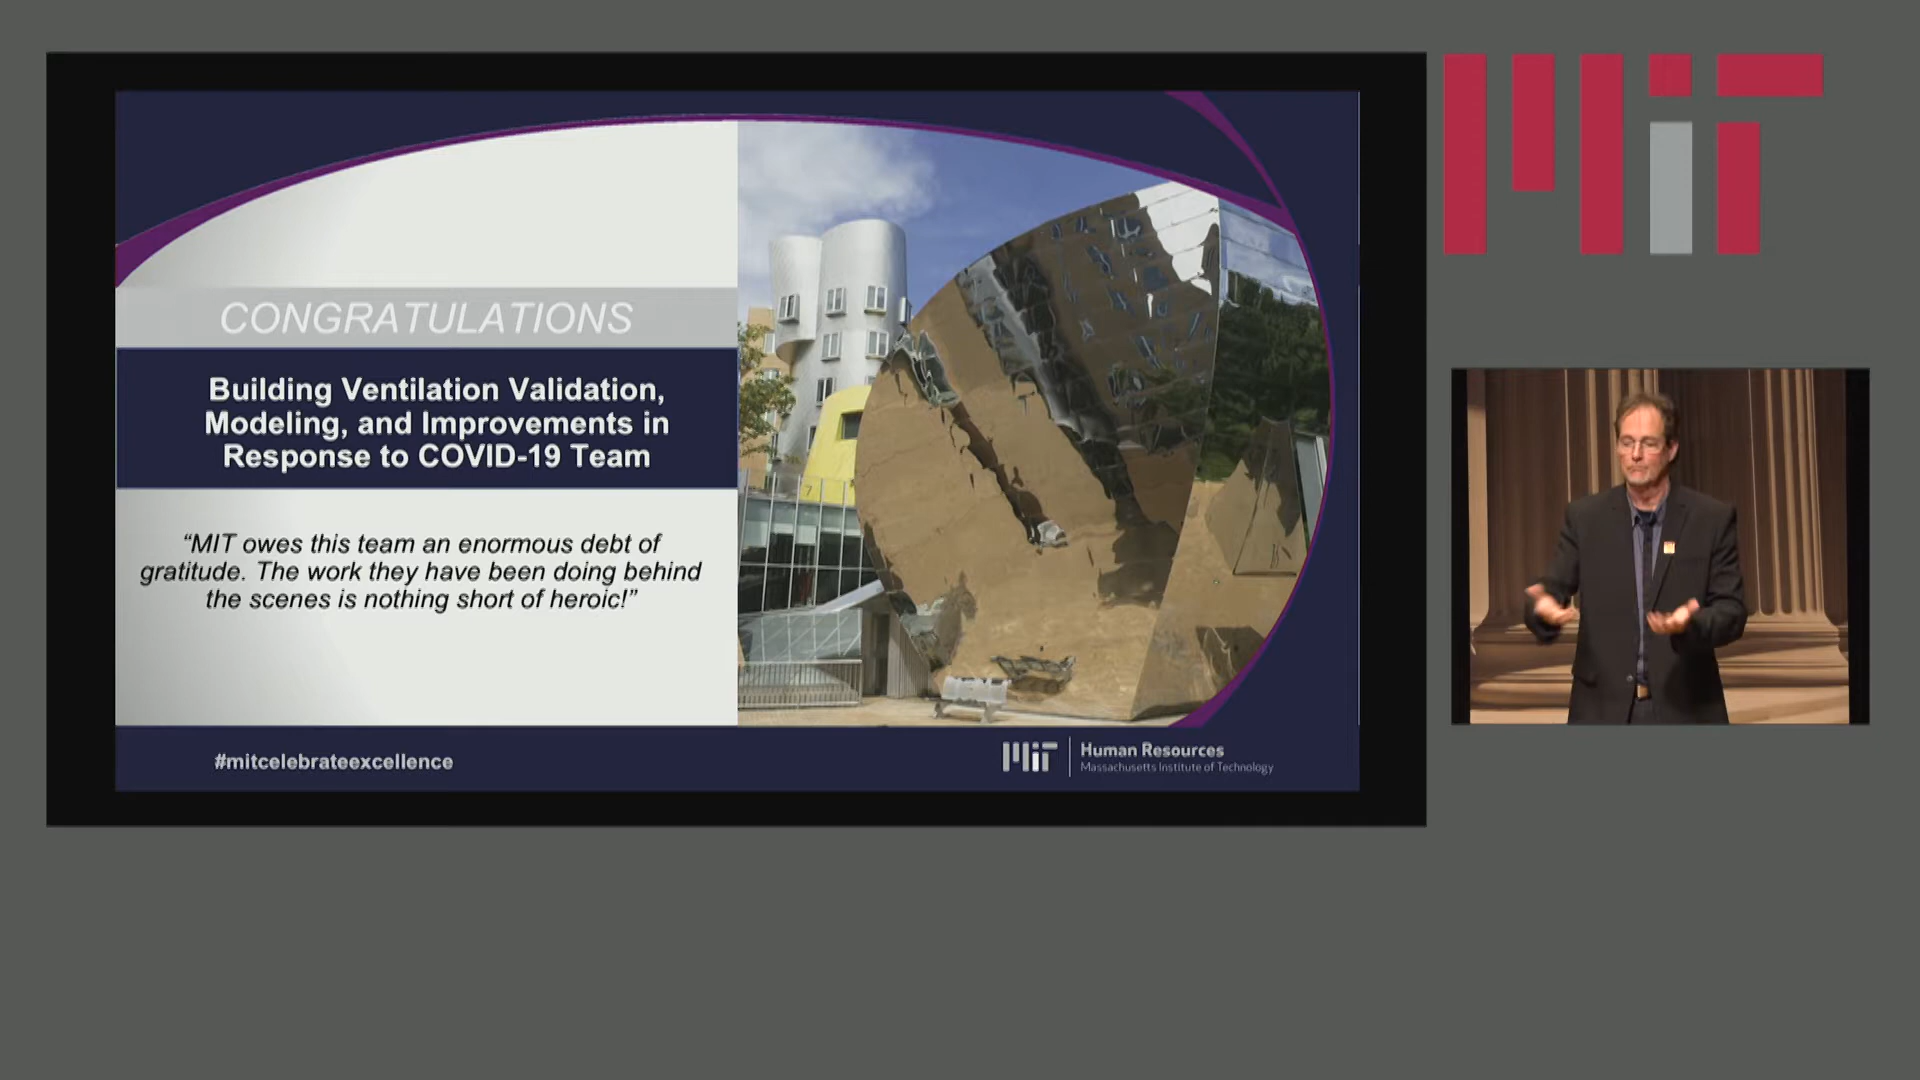 CONGRATULATIONS
Building Ventilation Validation,
Modeling, and Improvements in
Response to COVID-19 Team
“MIT owes this team an enormous debt of
gratitude. The work they have been doing behind
the scenes is nothing short of heroic!”
#mitcelebrateexcellence
MIT
Human Resources
Massachusetts Institute of Technology
MIT